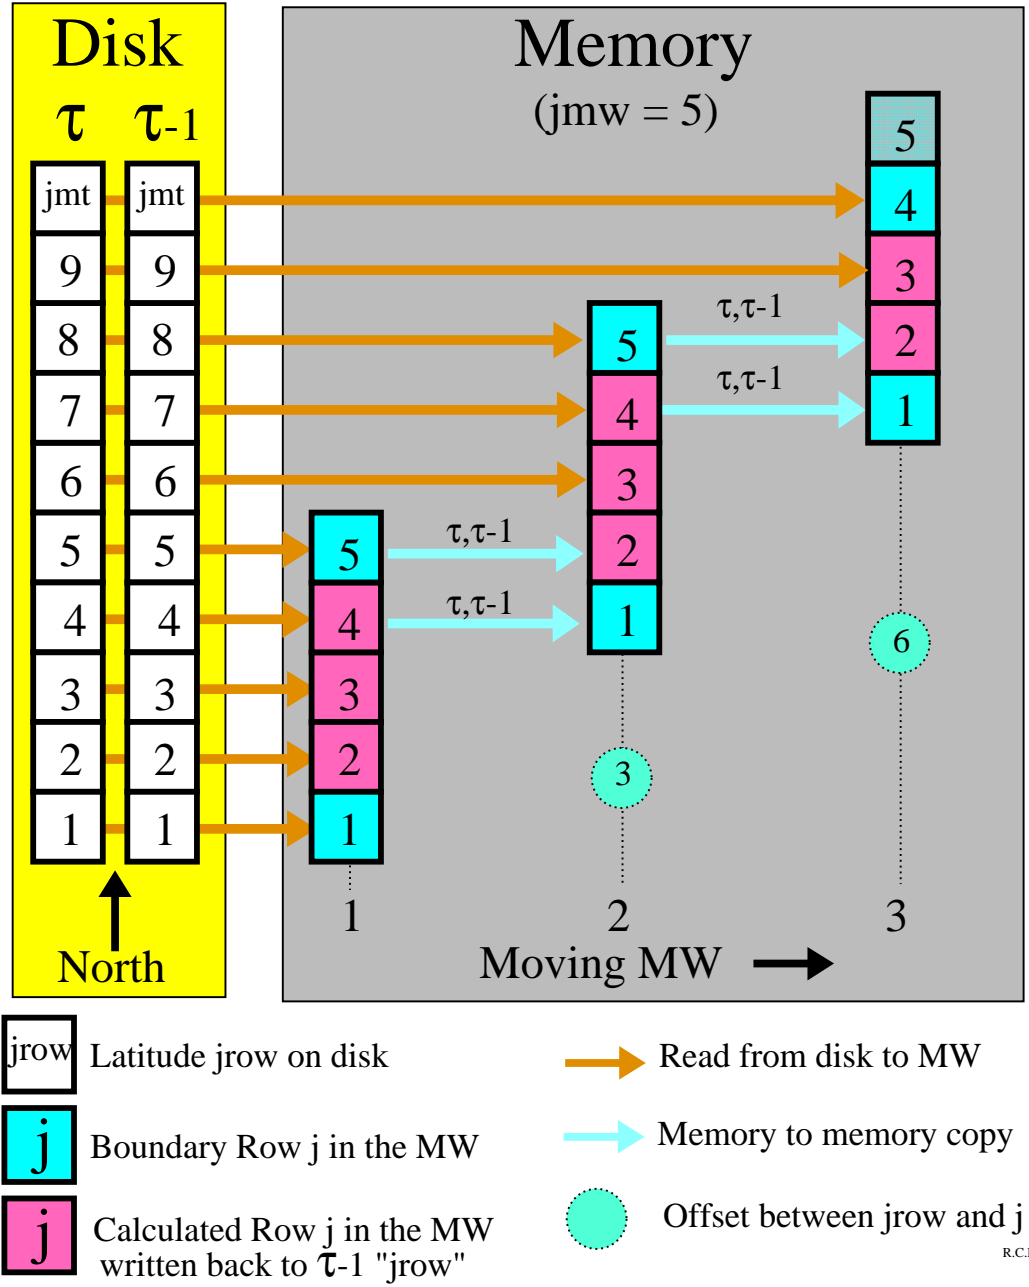 Disk
Memory
(jmw = 5)
τ τ-1
5
jmt jmt 4
9 9 3
τ,τ-1
8 8 5 2
τ,τ-1
7 7 4 1
6 6 3
τ,τ-1
5 5 5 2
τ,τ-1
4 4 4 1
6
3 3 3
2 2 2
3
1 1 1
1 2 3
North
Moving MW
jrow Latitude jrow on disk
Read from disk to MW
j Boundary Row j in the MW
Memory to memory copy
j Calculated Row j in the MW
written back to τ-1 "jrow"
Offset between jrow and j